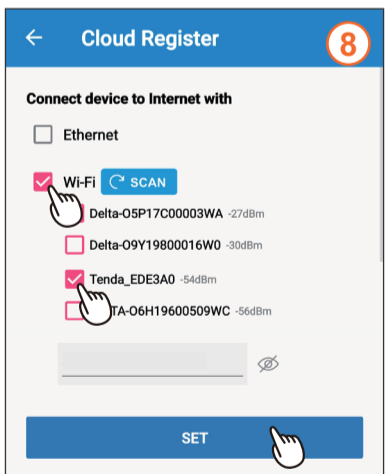 Cloud Register
8
Connect device to Internet with
Ethernet
Wi-Fi SCAN
Delta-O5P17C00003WA -27dBm
Delta-O9Y19800016W0 -30dBm
Tenda_EDE3A0 -54dBm
TA-O6H19600509WC -56dBm
SET